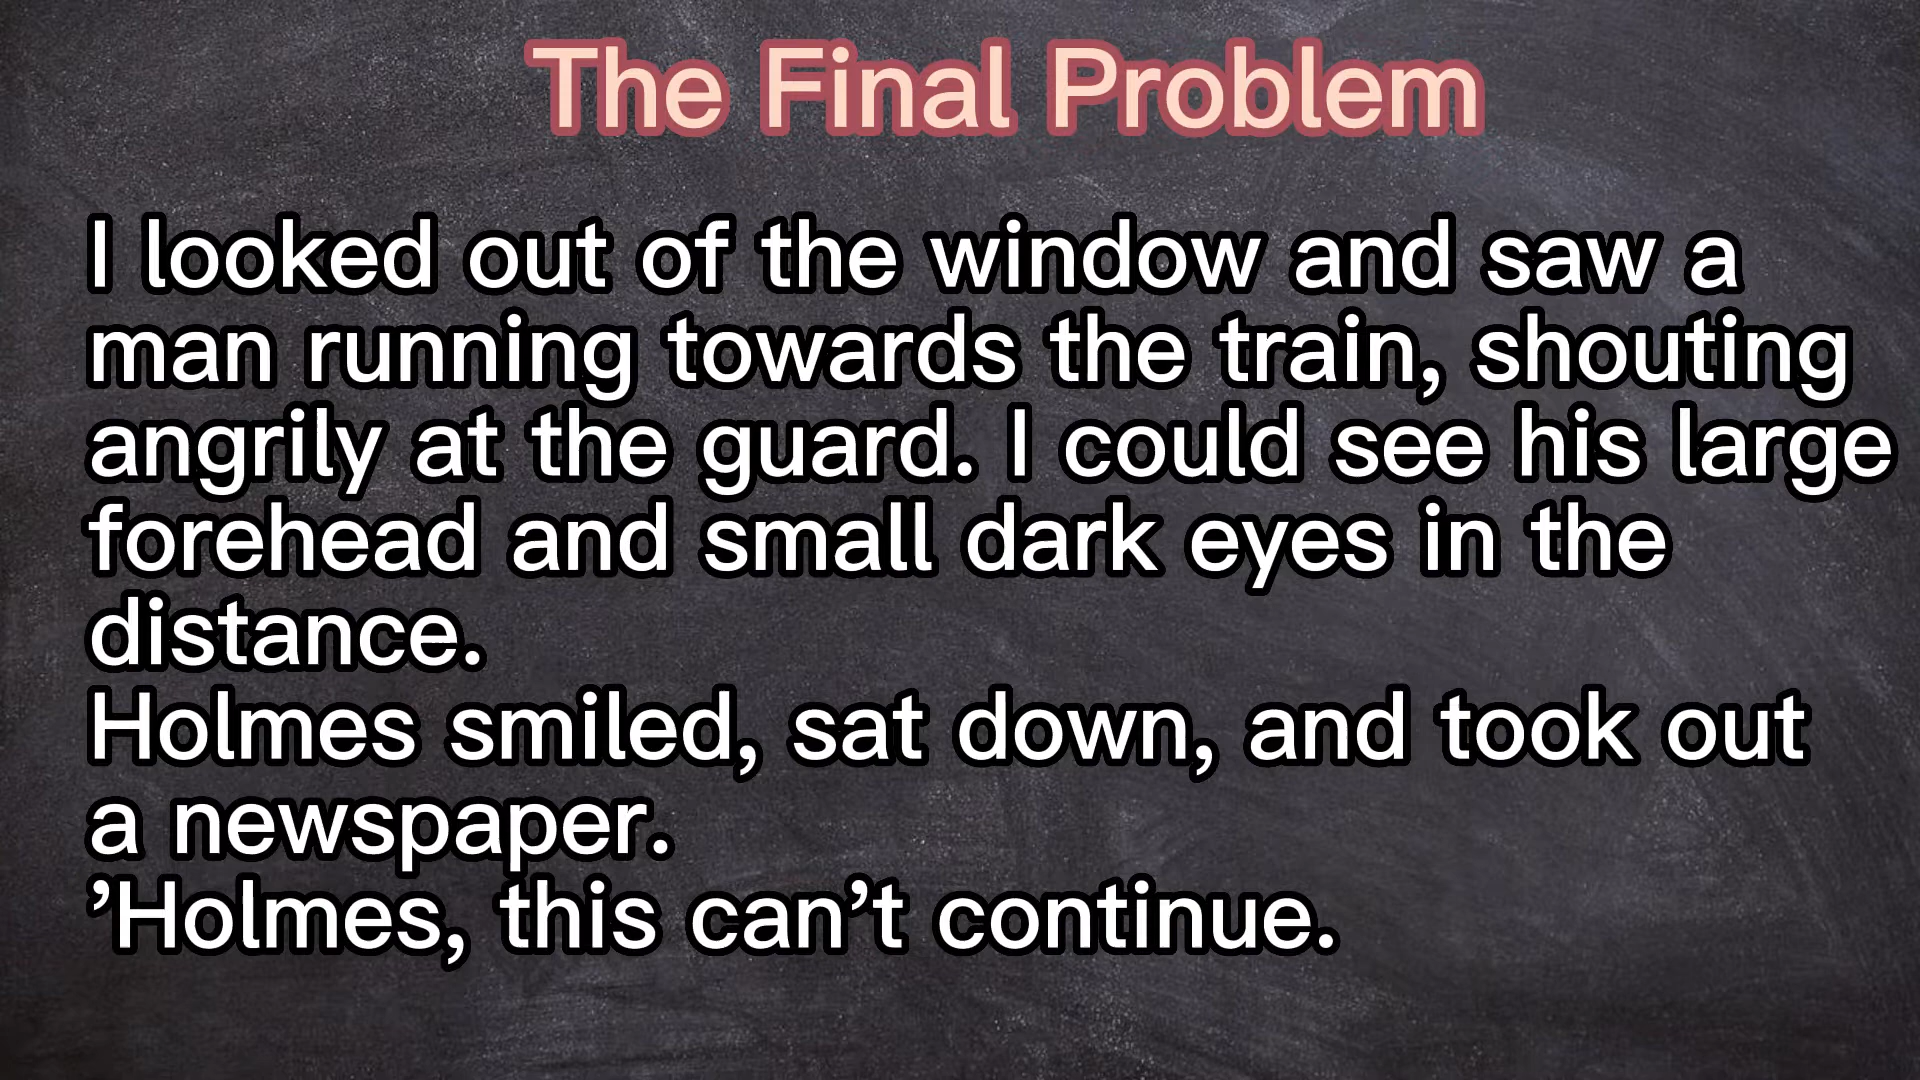 The Final Problem
I looked out of the window and saw a
man running towards the train, shouting
angrily at the guard. I could see his large
forehead and small dark eyes in the
distance.
Holmes smiled, sat down, and took out
a newspaper.
’Holmes, this can’t continue.